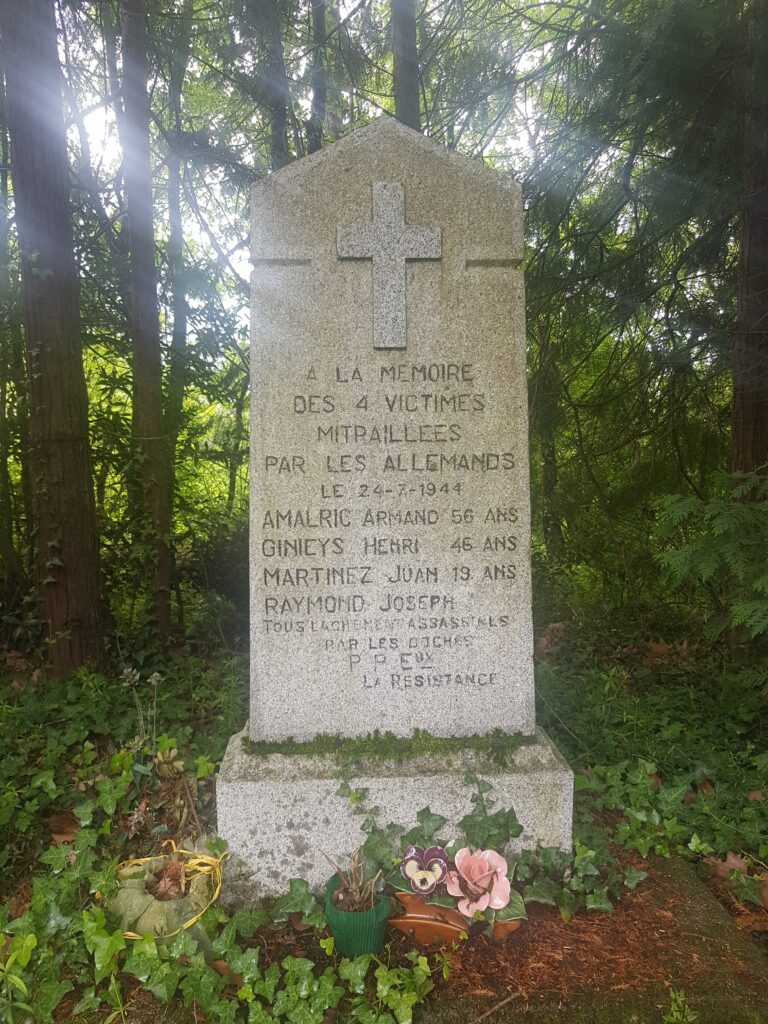 A LA MEMOIRE
DES 4 VICTIMES
MITRAILLEES
PAR LES ALLEMANDS
LE 24-7-1944
AMALRIC ARMAND 56 ANS
GINIEYS HENRI 46 ANS
MARTINEZ JUAN 19 ANS
RAYMOND JOSEPH
TOUS LACHEMENT ASSASSINES
PAR LES BOCHES
P. P. EUX
LA RESISTANCE